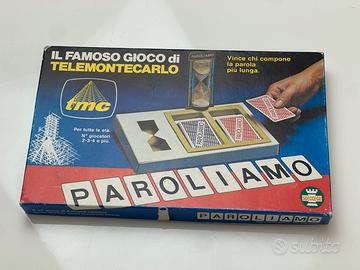 IL FAMOSO GIOCO di
TELEMONTECARLO
PAROLIAMO
Vince chi compone
la parola
più lunga.
tmc
Per tutte le età.
N° giocatori
2-3-4 e più.
PAROLIAMO
PAROLIAMO
subito